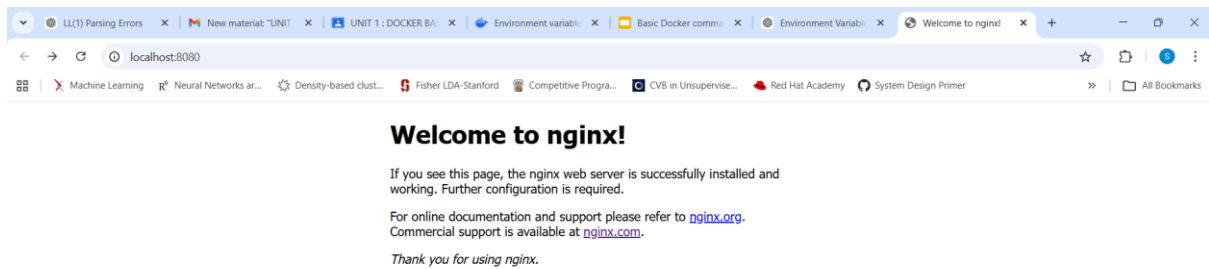 LL(1) Parsing Errors
New material: "UNIT
UNIT 1 : DOCKER BA
Environment variable
Basic Docker comma
Environment Variabl
Welcome to nginx!
localhost:8080
S
Machine Learning
Neural Networks ar...
Density-based clust...
Fisher LDA-Stanford
Competitive Progra...
CVB in Unsupervise...
Red Hat Academy
System Design Primer
All Bookmarks
Welcome to nginx!
If you see this page, the nginx web server is successfully installed and
working. Further configuration is required.
For online documentation and support please refer to nginx.org.
Commercial support is available at nginx.com.
Thank you for using nginx.